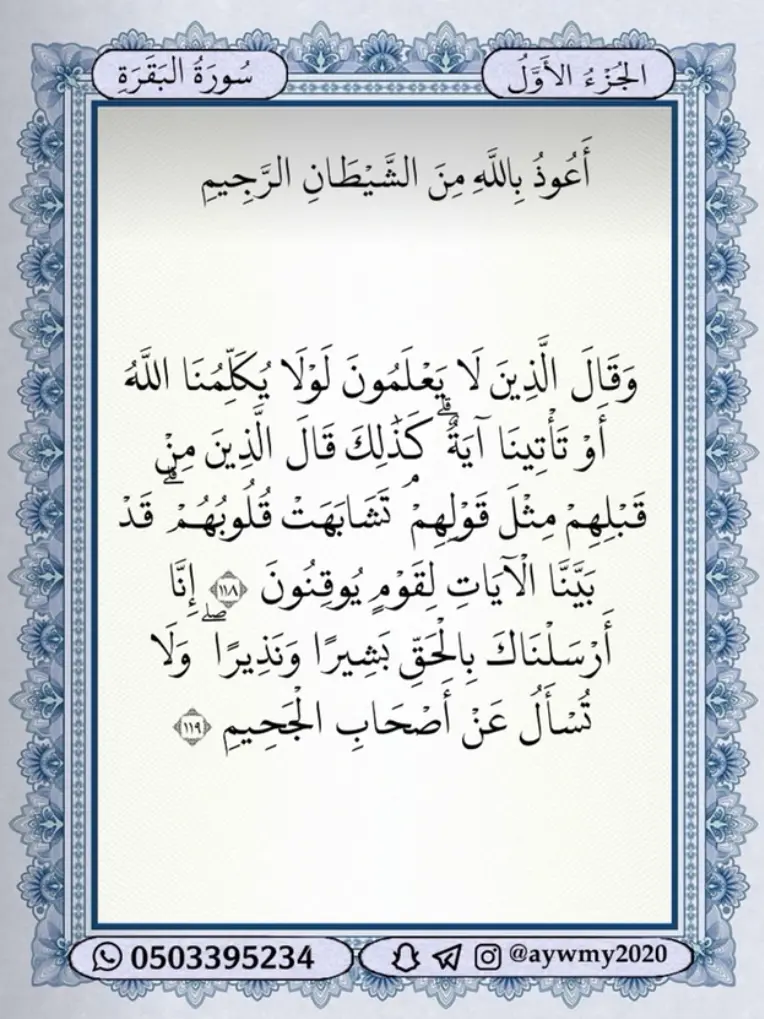 الجُزْءُ الأَوَّلُ
سُورَةُ البَقَرَةِ
أَعُوذُ بِاللَّهِ مِنَ الشَّيْطَانِ الرَّجِيمِ
وَقَالَ الَّذِينَ لَا يَعْلَمُونَ لَوْلَا يُكَلِّمُنَا اللَّهُ
أَوْ تَأْتِينَا آيَةٌ ۗ كَذَٰلِكَ قَالَ الَّذِينَ مِنْ
قَبْلِهِمْ مِثْلَ قَوْلِهِمْ ۘ تَشَابَهَتْ قُلُوبُهُمْ ۗ قَدْ
بَيَّنَّا الْآيَاتِ لِقَوْمٍ يُوقِنُونَ ﴿١١٨﴾ إِنَّا
أَرْسَلْنَاكَ بِالْحَقِّ بَشِيرًا وَنَذِيرًا ۖ وَلَا
تُسْأَلُ عَنْ أَصْحَابِ الْجَحِيمِ ﴿١١٩﴾
0503395234
@aywmy2020